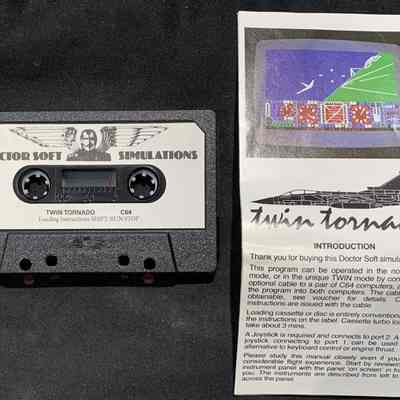 CTOR SOFT SIMULATIONS
TWIN TORNADO C64
Loading Instructions SHIFT/RUN STOP
twin tornad
INTRODUCTION
Thank you for buying this Doctor Soft simula
This program can be operated in the no
mode, or in the unique TWIN mode by con
optional cable to a pair of C64 computers, a
the program into both computers. The cable
obtainable, see voucher for details. C
instructions are issued with the cable.
Loading cassette or disc is entirely convention
the instructions on the label. Cassette turbo lo
take about 3 mins.
A Joystick is required and connects to port 2. A
joystick connecting to port 1 can be used
alternative to keyboard control or engine thrust.
Please study this manual closely even if you
considerable flight experience. Start by review
instrument panel with the panel 'on screen' in fro
you. The instruments are described from left to
across the panel.